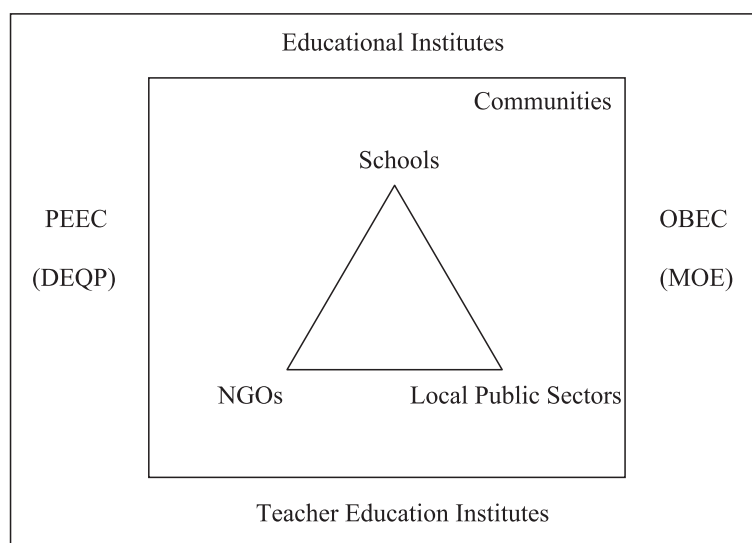 Educational Institutes
Communities
Schools
PEEC
(DEQP)
OBEC
(MOE)
NGOs
Local Public Sectors
Teacher Education Institutes